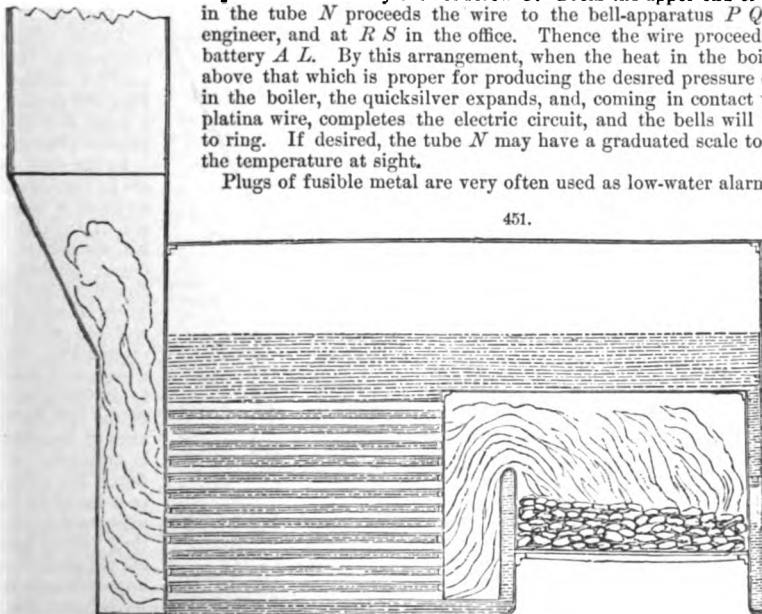 in the tube N proceeds the wire to the bell-apparatus P Q
engineer, and at R S in the office. Thence the wire proceed
battery A L. By this arrangement, when the heat in the boi
above that which is proper for producing the desired pressure
in the boiler, the quicksilver expands, and, coming in contact
platina wire, completes the electric circuit, and the bells will
to ring. If desired, the tube N may have a graduated scale to
the temperature at sight.
Plugs of fusible metal are very often used as low-water alarm
451.